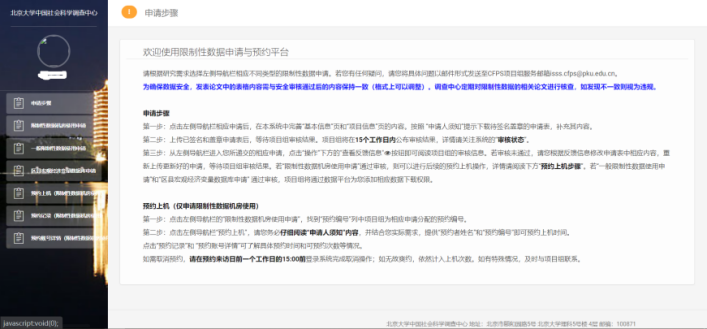 北京大学中国社会科学调查中心
申请步骤
限制性数据机房使用申请
一般限制性数据使用申请
区县宏观经济变量数据库申请
预约上机（限制性数据机房
预约记录（限制性数据机房
预约账号详情（限制性数据机
javascript:void(0);
1 申请步骤
欢迎使用限制性数据申请与预约平台
请根据研究需求选择左侧导航栏相应不同类型的限制性数据申请。若您有任何疑问，请您将具体问题以邮件形式发送至CFPS项目组服务邮箱isss.cfps@pku.edu.cn。
为确保数据安全，发表论文中的表格内容需与安全审核通过后的内容保持一致（格式上可以调整）。调查中心定期对限制性数据的相关论文进行核查，如发现不一致则视为违规。
申请步骤
第一步：点击左侧导航栏相应申请后，在本系统中完善“基本信息”页和“项目信息”页的内容。按照 “申请人须知”提示下载待签名盖章的申请表，补充其内容。
第二步：上传已签名和盖章申请表后，等待项目组审核结果。项目组将在15个工作日内公布审核结果，详情请关注系统的“审核状态”。
第三步：从左侧导航栏进入您所递交的相应申请，点击“操作”下方的“查看反馈信息”按钮即可阅读项目组的审核信息。若审核未通过，请您根据反馈信息修改申请表中相应内容，重
新上传更新好的申请，等待项目组审核结果。若“限制性数据机房使用申请”通过审核，则可以进行后续的预约上机操作，详情请阅读下方“预约上机步骤”，若“一般限制性数据使用申
请”和“区县宏观经济变量数据库申请” 通过审核，项目组将通过数据平台为您添加相应数据下载权限。
预约上机（仅申请限制性数据机房使用）
第一步：点击左侧导航栏的“限制性数据机房使用申请”，找到“预约编号”列中项目组为相应申请分配的预约编号。
第二步：点击左侧导航栏“预约上机”，请您务必仔细阅读“申请人须知”内容，并结合您实际需求，提供“预约者姓名”和“预约编号”即可预约上机时间。
点击“预约记录”和 “预约账号详情”可了解具体预约时间和可预约次数等情况。
如需取消预约，请在预约来访日前一个工作日的15:00前登录系统完成取消操作；如无故爽约，依然计入上机次数。如有特殊情况，及时与项目组联系。
北京大学中国社会科学调查中心 地址：北京市颐和园路5号 北京大学理科5号楼 4层 邮编：100871